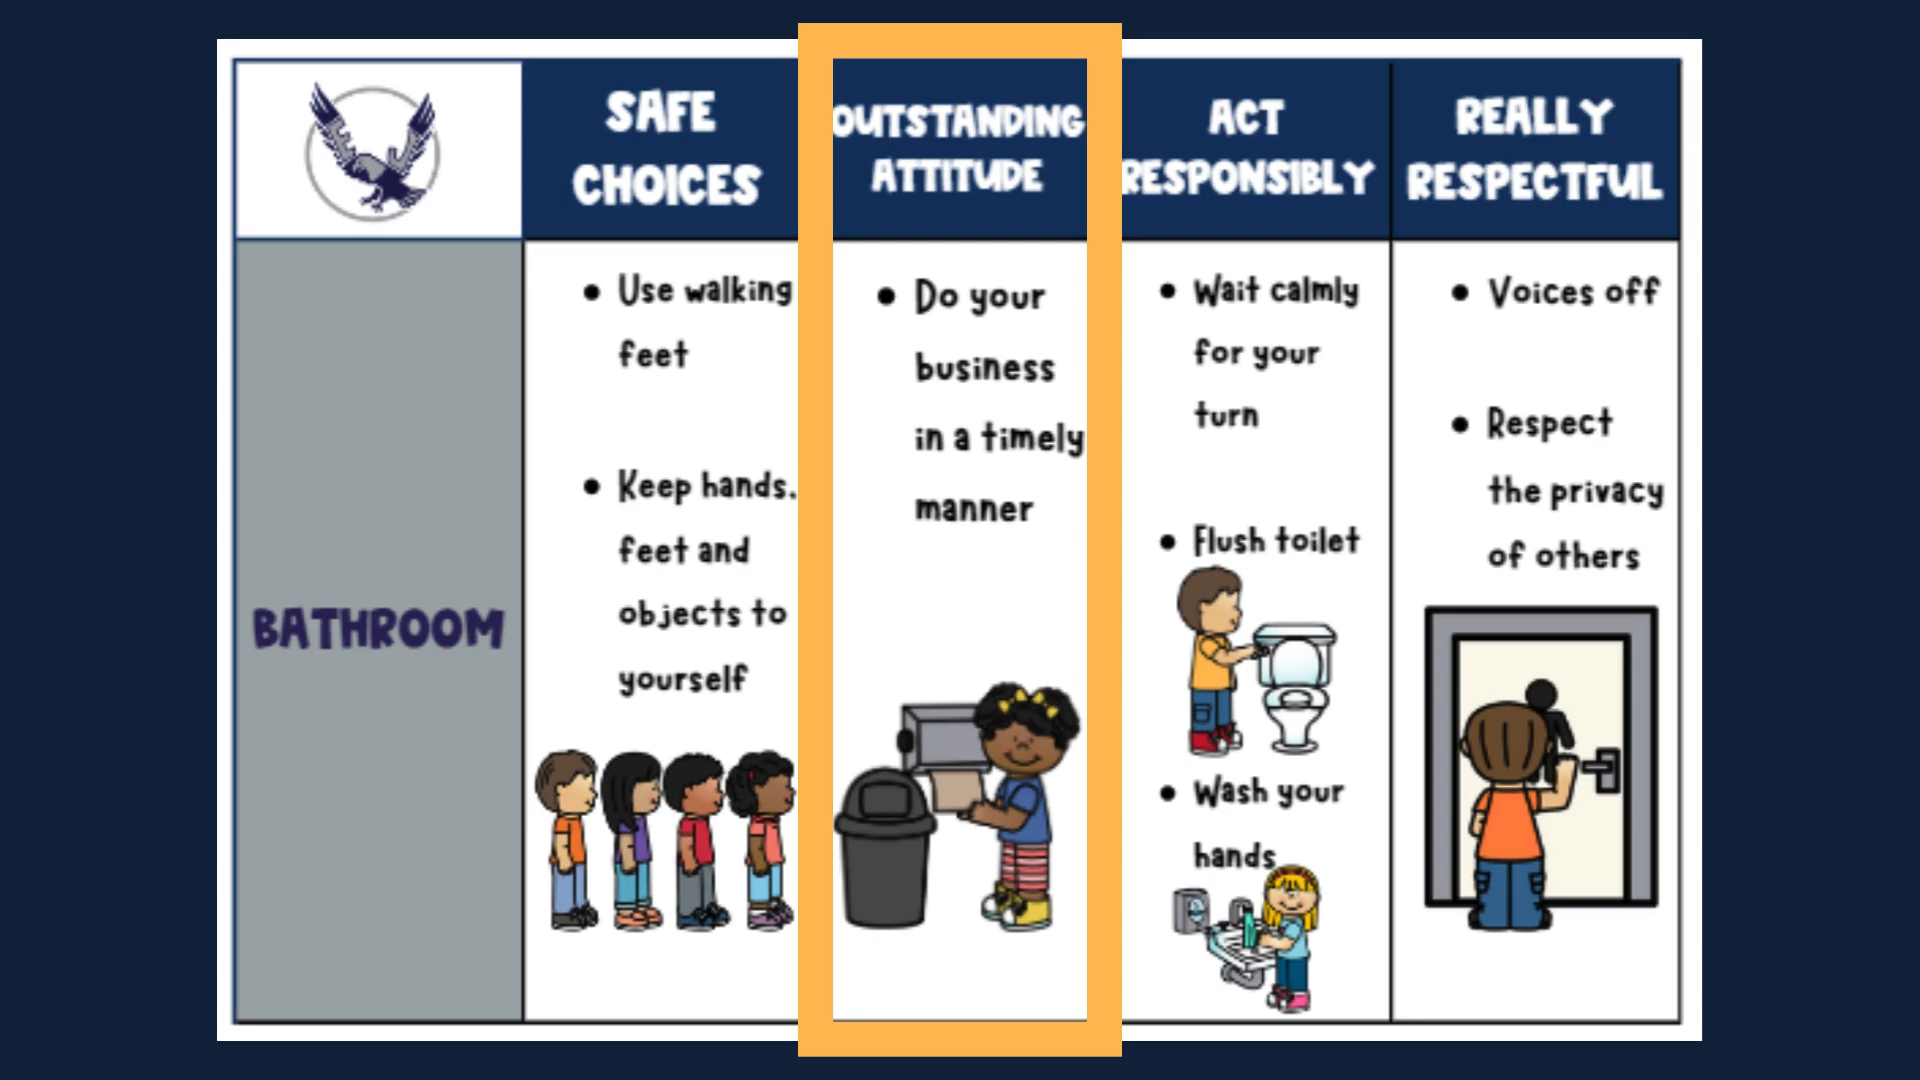 SAFE
CHOICES
OUTSTANDING
ATTITUDE
ACT
RESPONSIBLY
REALLY
RESPECTFUL
BATHROOM
• Use walking
feet
• Keep hands,
feet and
objects to
yourself
• Do your
business
in a timely
manner
• Wait calmly
for your
turn
• Flush toilet
• Wash your
hands
• Voices off
• Respect
the privacy
of others